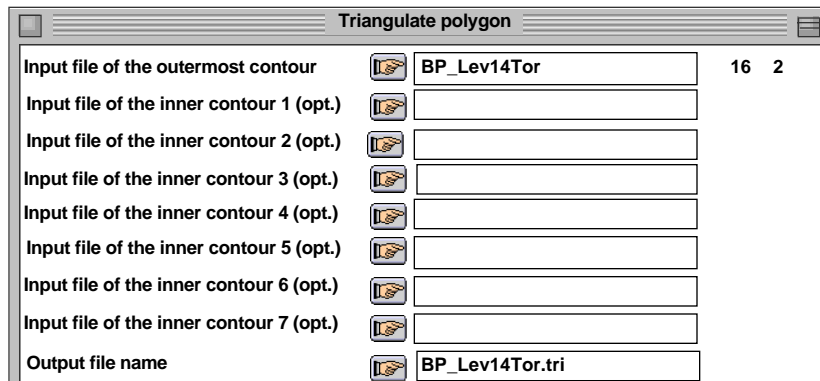 Triangulate polygon
Input file of the outermost contour BP_Lev14Tor 16 2
Input file of the inner contour 1 (opt.)
Input file of the inner contour 2 (opt.)
Input file of the inner contour 3 (opt.)
Input file of the inner contour 4 (opt.)
Input file of the inner contour 5 (opt.)
Input file of the inner contour 6 (opt.)
Input file of the inner contour 7 (opt.)
Output file name BP_Lev14Tor.tri